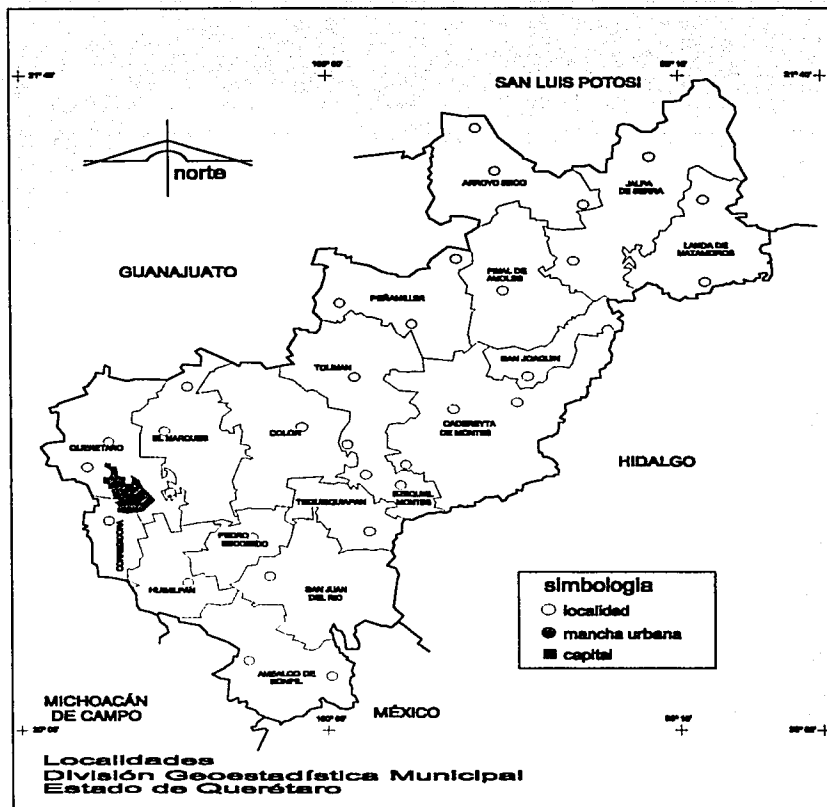 SAN LUIS POTOSI
norte
ARROYO SECO
JALPA
DE SERRA
LANDA DE
MATAMOROS
GUANAJUATO
PEÑAMILLER
PINAL DE
AMOLES
SAN JOAQUIN
TOLIMAN
CADEREYTA
DE MONTES
COLON
EL MARQUES
QUERETARO
HIDALGO
EZEQUIEL
MONTES
TEQUISQUIAPAN
CORREGIDORA
PEDRO
ESCOBEDO
HUIMILPAN
SAN JUAN
DEL RIO
simbologia
localidad
mancha urbana
capital
AMEALCO DE
BONFIL
MICHOACÁN
DE CAMPO
MÉXICO
Localidades
División Geoestadística Municipal
Estado de Querétaro